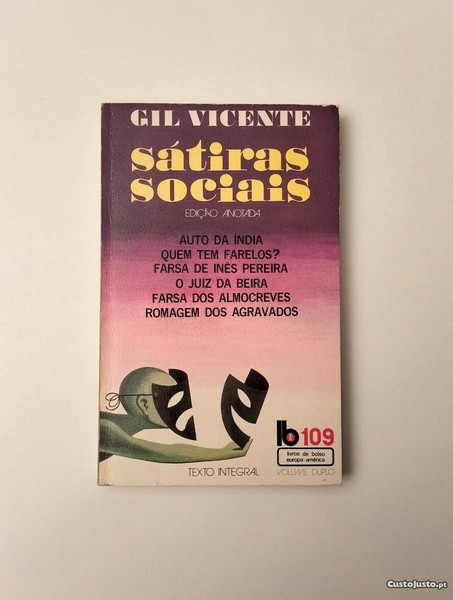 GIL VICENTE
sátiras
sociais
EDIÇÃO ANOTADA
AUTO DA ÍNDIA
QUEM TEM FARELOS?
FARSA DE INÊS PEREIRA
O JUIZ DA BEIRA
FARSA DOS ALMOCREVES
ROMAGEM DOS AGRAVADOS
lb 109
livros de bolso
europa-américa
TEXTO INTEGRAL
VOLUME DUPLO
CustoJusto.pt